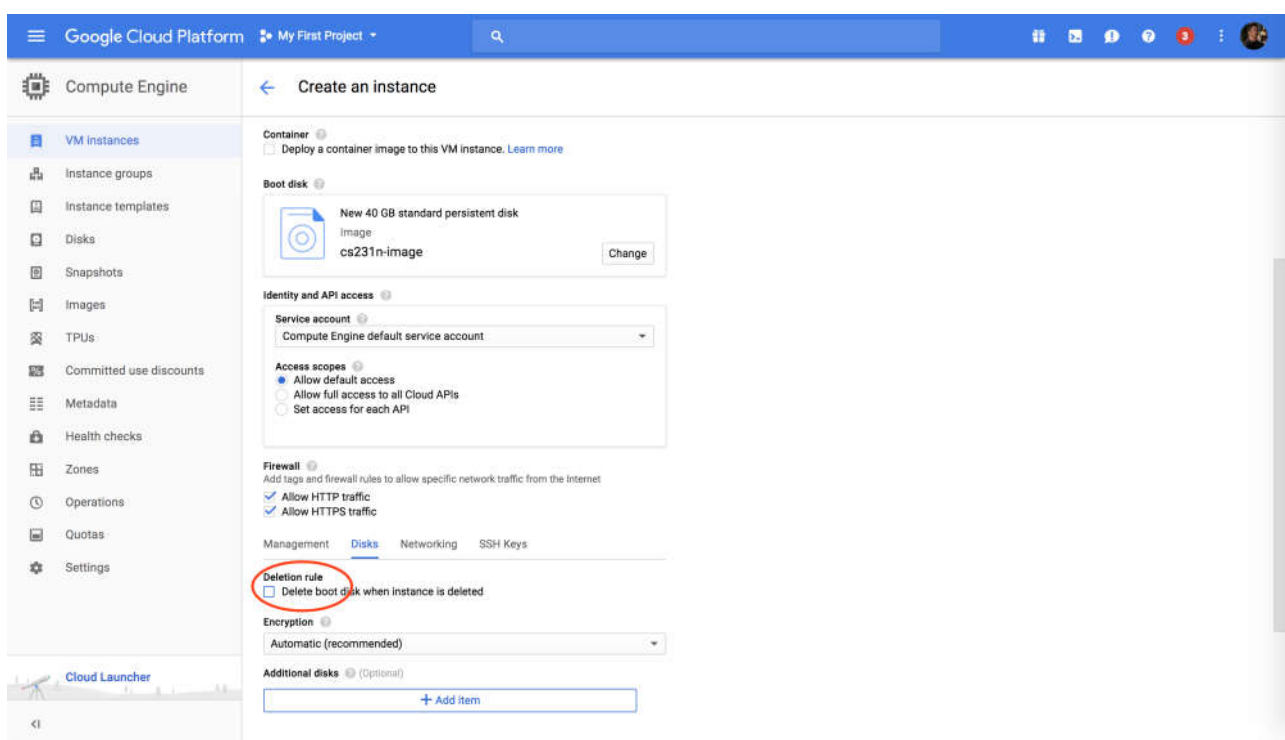 Google Cloud Platform My First Project 3
Compute Engine
Create an instance
VM instances
Instance groups
Instance templates
Disks
Snapshots
Images
TPUs
Committed use discounts
Metadata
Health checks
Zones
Operations
Quotas
Settings
Cloud Launcher
Container
Deploy a container image to this VM instance. Learn more
Boot disk
New 40 GB standard persistent disk
Image
cs231n-image
Change
Identity and API access
Service account
Compute Engine default service account
Access scopes
Allow default access
Allow full access to all Cloud APIs
Set access for each API
Firewall
Add tags and firewall rules to allow specific network traffic from the Internet
Allow HTTP traffic
Allow HTTPS traffic
Management Disks Networking SSH Keys
Deletion rule
Delete boot disk when instance is deleted
Encryption
Automatic (recommended)
Additional disks (Optional)
+ Add item